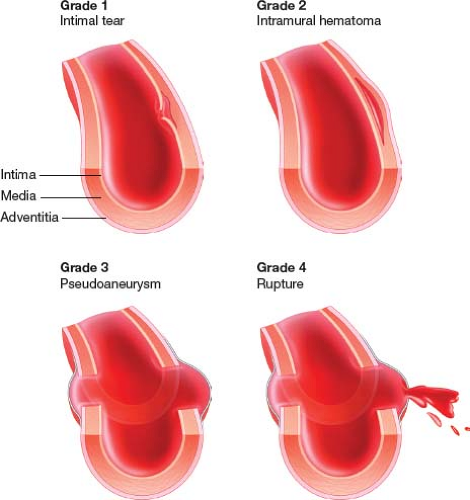 Grade 1
Intimal tear
Grade 2
Intramural hematoma
Intima
Media
Adventitia
Grade 3
Pseudoaneurysm
Grade 4
Rupture